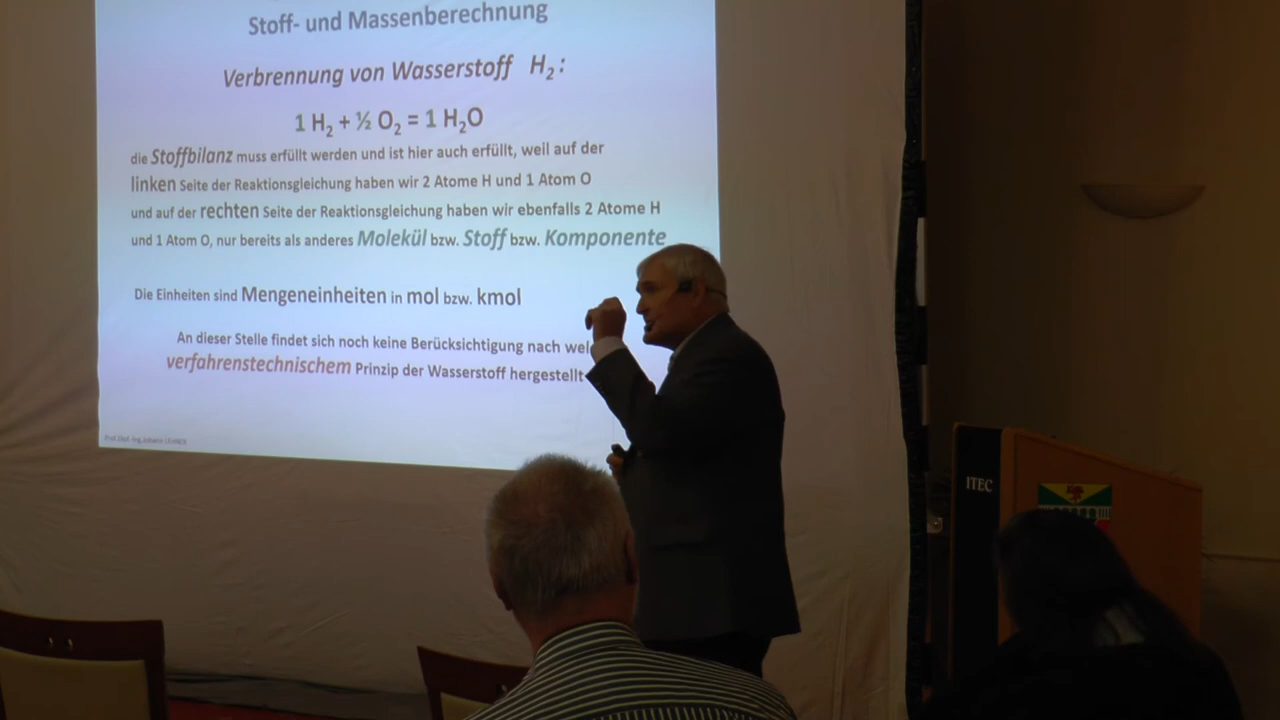 Stoff- und Massenberechnung
Verbrennung von Wasserstoff H₂:
1 H₂ + ½ O₂ = 1 H₂O
die Stoffbilanz muss erfüllt werden und ist hier auch erfüllt, weil auf der
linken Seite der Reaktionsgleichung haben wir 2 Atome H und 1 Atom O
und auf der rechten Seite der Reaktionsgleichung haben wir ebenfalls 2 Atome H
und 1 Atom O, nur bereits als anderes Molekül bzw. Stoff bzw. Komponente
Die Einheiten sind Mengeneinheiten in mol bzw. kmol
An dieser Stelle findet sich noch keine Berücksichtigung nach
verfahrenstechnischem Prinzip der Wasserstoff hergestellt
ITEC